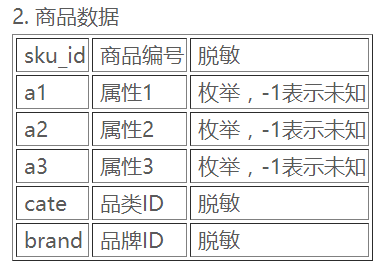 2. 商品数据
sku_id 商品编号 脱敏
a1 属性1 枚举，-1表示未知
a2 属性2 枚举，-1表示未知
a3 属性3 枚举，-1表示未知
cate 品类ID 脱敏
brand 品牌ID 脱敏